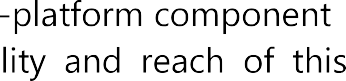 -platform component
lity and reach of this